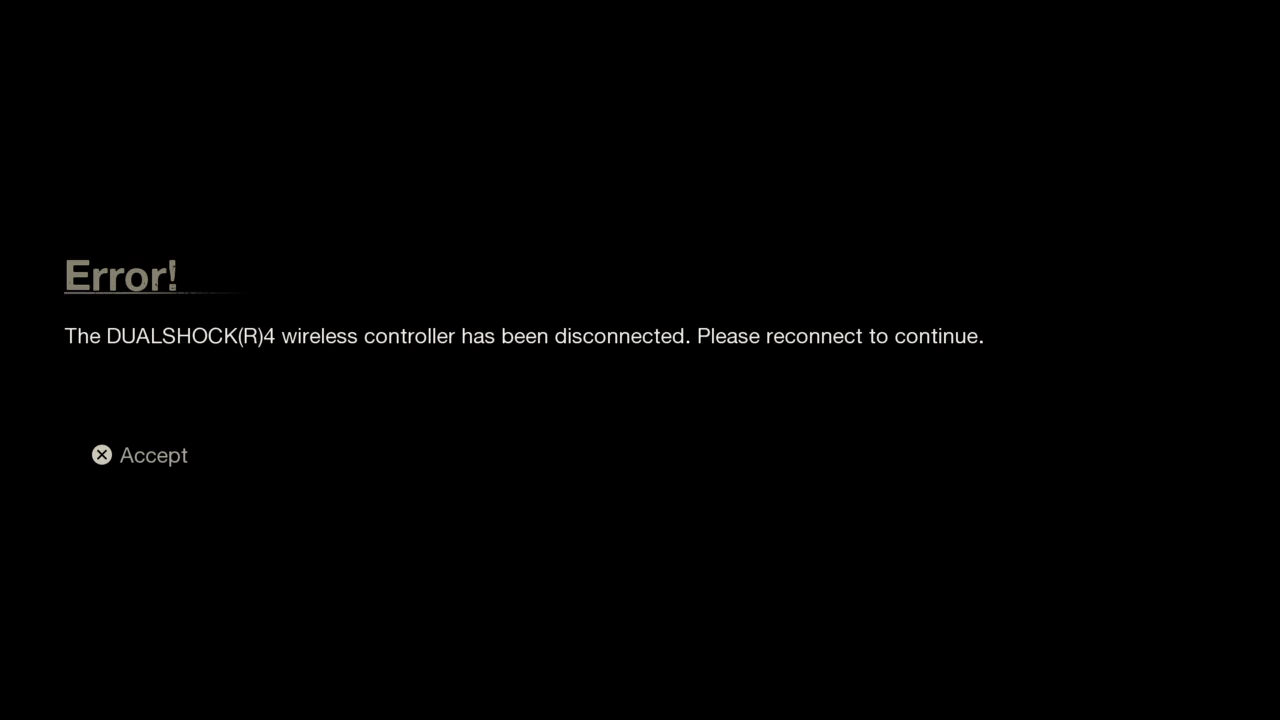 Error!
The DUALSHOCK(R)4 wireless controller has been disconnected. Please reconnect to continue.
Accept